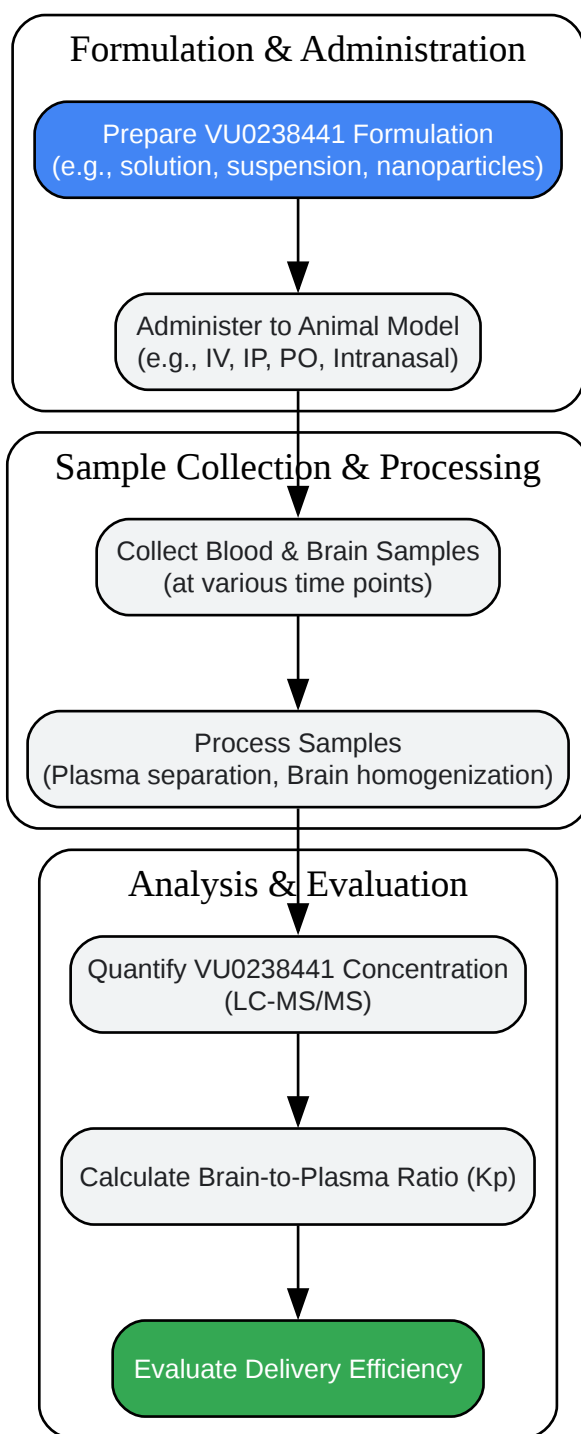 Formulation & Administration
Prepare VU0238441 Formulation
(e.g., solution, suspension, nanoparticles)
Administer to Animal Model
(e.g., IV, IP, PO, Intranasal)
Sample Collection & Processing
Collect Blood & Brain Samples
(at various time points)
Process Samples
(Plasma separation, Brain homogenization)
Analysis & Evaluation
Quantify VU0238441 Concentration
(LC-MS/MS)
Calculate Brain-to-Plasma Ratio (Kp)
Evaluate Delivery Efficiency